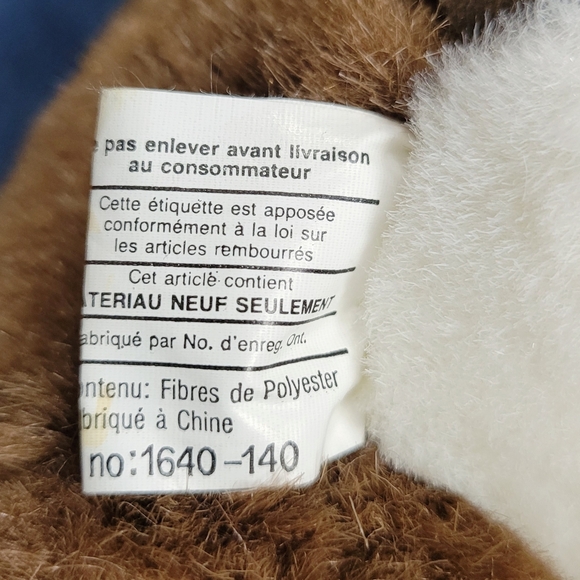 pas enlever avant livraison
au consommateur
Cette étiquette est apposée
conformément à la loi sur
les articles rembourrés
Cet article contient
ATERIAU NEUF SEULEMENT
abriqué par No. d'enreg. Ont.
ontenu: Fibres de Polyester
briqué à Chine
no:1640-140